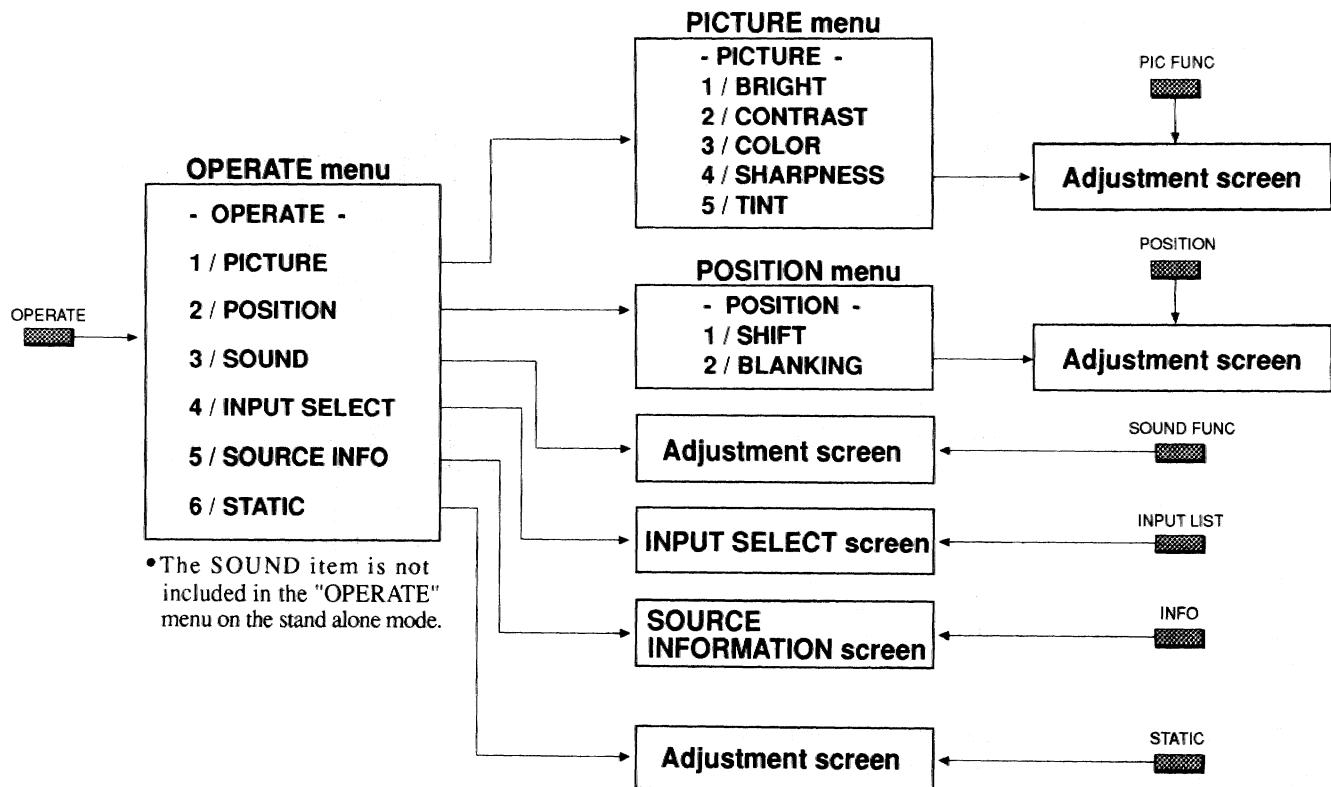 OPERATE
OPERATE menu
- OPERATE -
1 / PICTURE
2 / POSITION
3 / SOUND
4 / INPUT SELECT
5 / SOURCE INFO
6 / STATIC
•The SOUND item is not
included in the "OPERATE"
menu on the stand alone mode.
PICTURE menu
- PICTURE -
1 / BRIGHT
2 / CONTRAST
3 / COLOR
4 / SHARPNESS
5 / TINT
PIC FUNC
Adjustment screen
POSITION menu
- POSITION -
1 / SHIFT
2 / BLANKING
POSITION
Adjustment screen
Adjustment screen
SOUND FUNC
INPUT SELECT screen
INPUT LIST
SOURCE
INFORMATION screen
INFO
Adjustment screen
STATIC